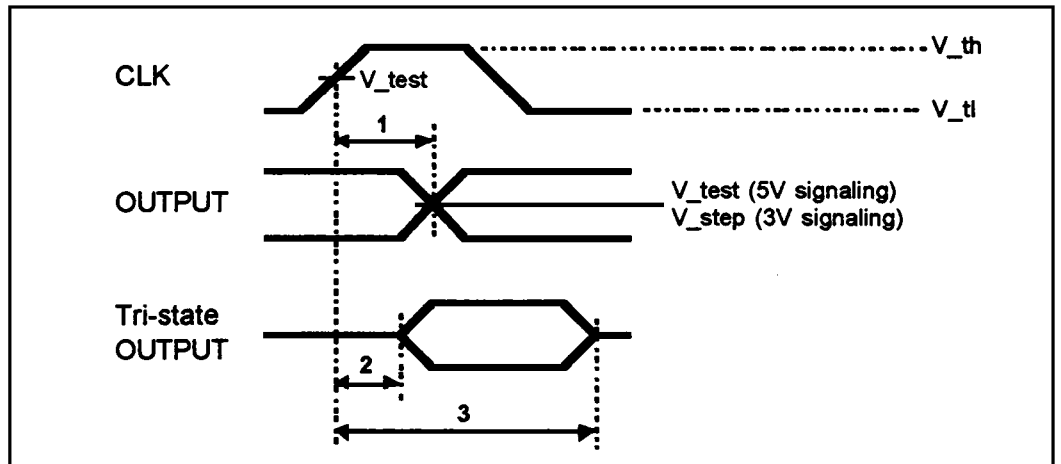 V_th
CLK
V_test
V_tl
1
OUTPUT
V_test (5V signaling)
V_step (3V signaling)
Tri-state
OUTPUT
2
3